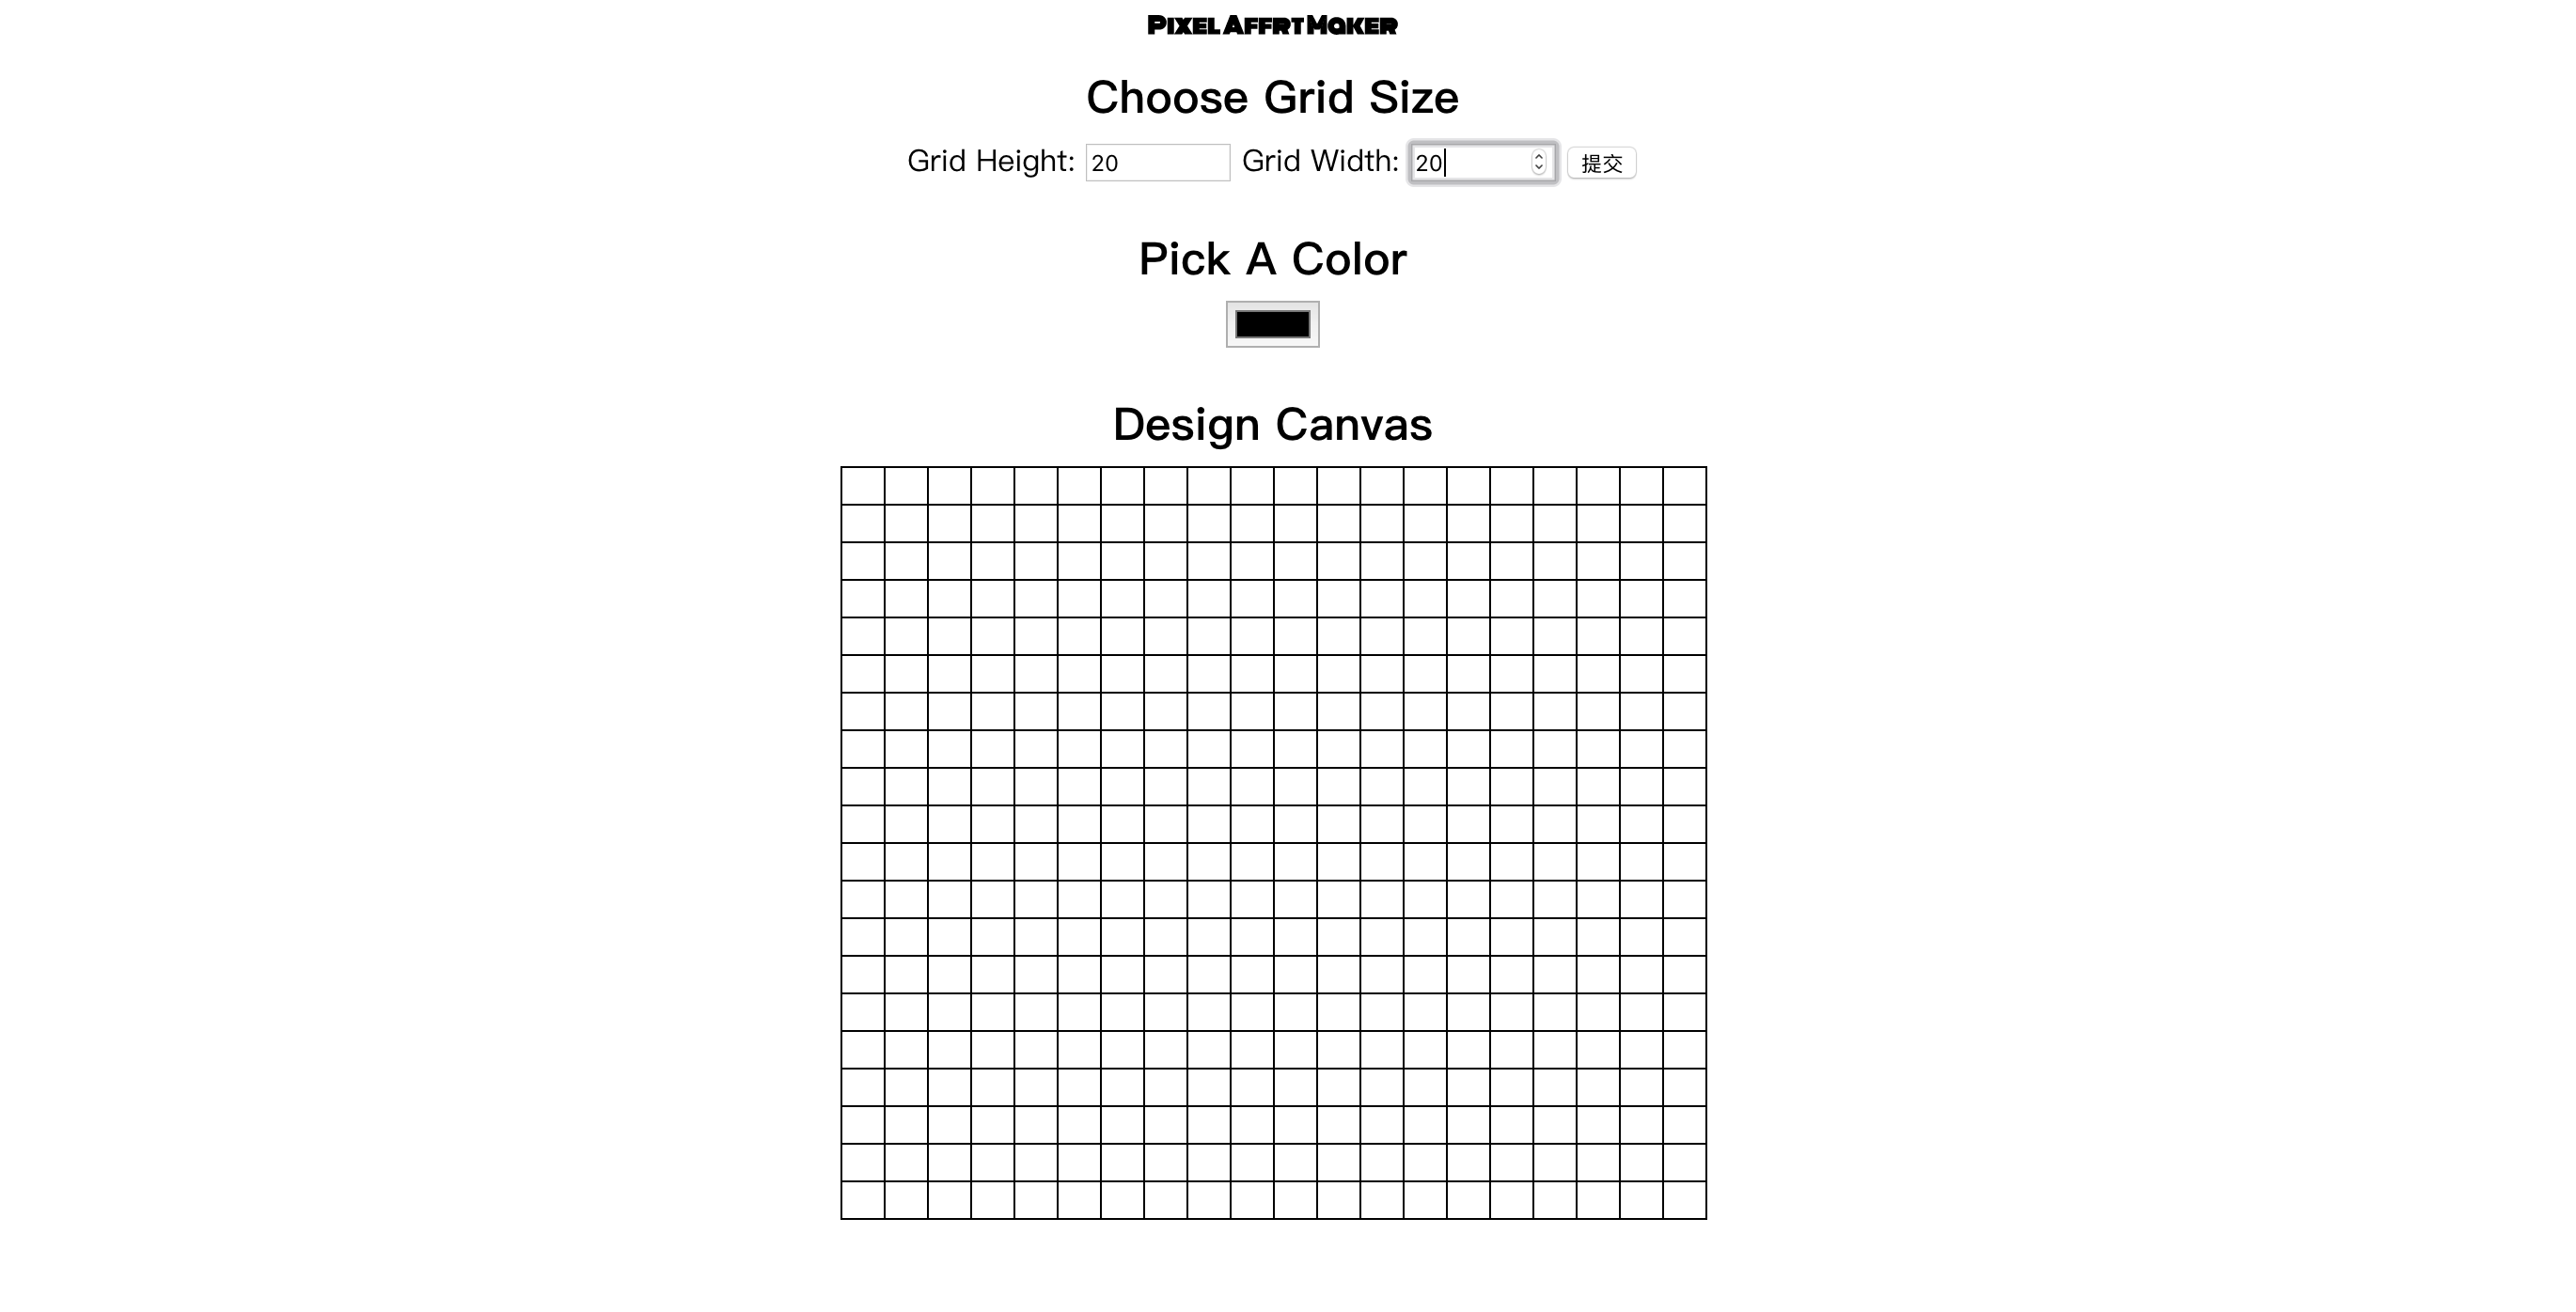 PIXEL AFFRT MAKER
Choose Grid Size
Grid Height: 20 Grid Width: 20 提交
Pick A Color
Design Canvas